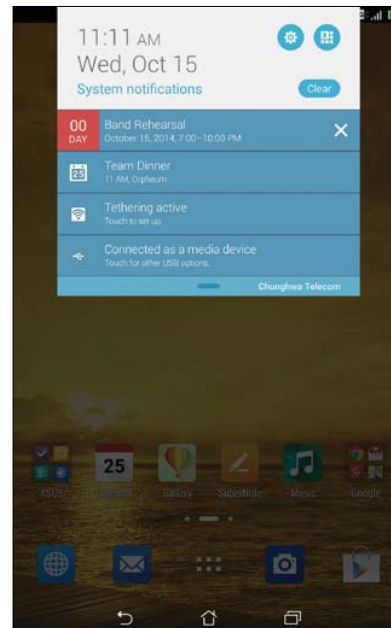 11:11 AM
Wed, Oct 15
System notifications
Clear
00
DAY
Band Rehearsal
October 15, 2014, 7:00–10:00 PM
25
Team Dinner
11 AM, Orpheum
Tethering active
Touch to set up.
Connected as a media device
Touch for other USB options.
Chunghwa Telecom
25
ASUS
Gallery
SuperNote
Music
Google